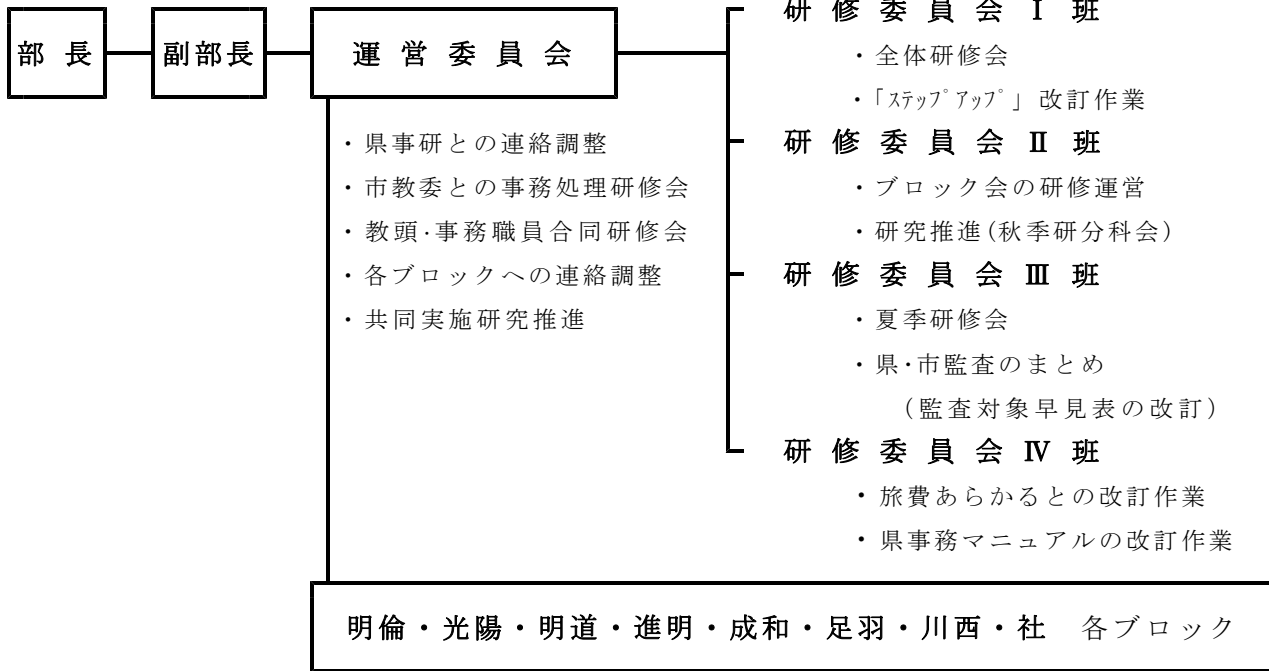 部 長
副部長
運 営 委 員 会
・県事研との連絡調整
・市教委との事務処理研修会
・教頭･事務職員合同研修会
・各ブロックへの連絡調整
・共同実施研究推進
研 修 委 員 会 Ⅰ 班
・全体研修会
・「ｽﾃｯﾌﾟｱｯﾌﾟ」改訂作業
研 修 委 員 会 Ⅱ 班
・ブロック会の研修運営
・研究推進(秋季研分科会)
研 修 委 員 会 Ⅲ 班
・夏季研修会
・県･市監査のまとめ
(監査対象早見表の改訂)
研 修 委 員 会 Ⅳ 班
・旅費あらかるとの改訂作業
・県事務マニュアルの改訂作業
明倫・光陽・明道・進明・成和・足羽・川西・社　各ブロック